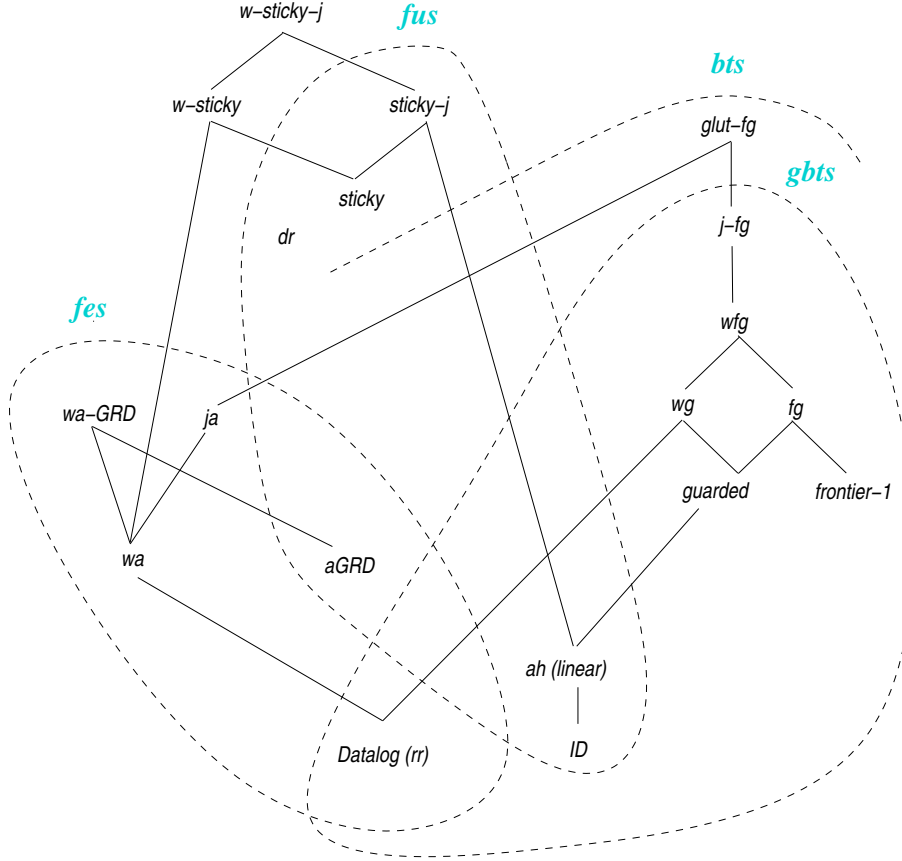 w-sticky-j
fus
bts
w-sticky
sticky-j
glut-fg
gbts
sticky
dr
j-fg
fes
wfg
wa-GRD
ja
wg
fg
guarded
frontier-1
wa
aGRD
ah (linear)
Datalog (rr)
ID